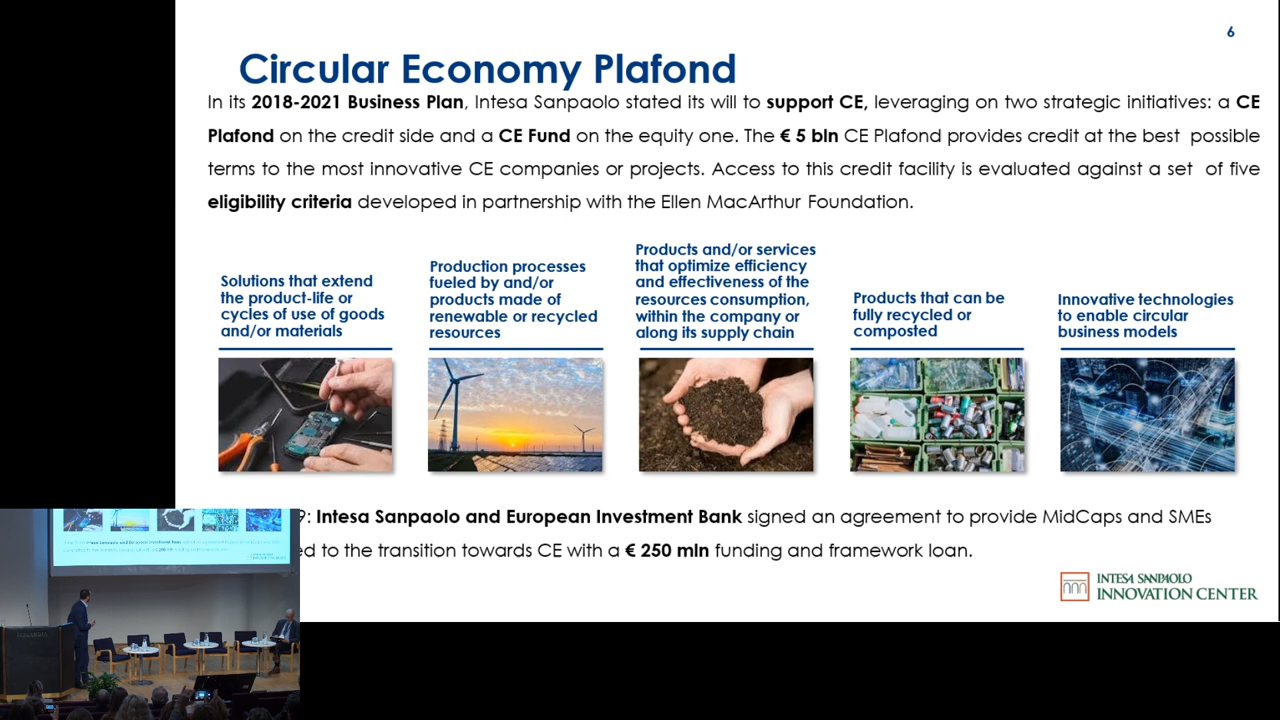 6
Circular Economy Plafond
In its 2018-2021 Business Plan, Intesa Sanpaolo stated its will to support CE, leveraging on two strategic initiatives: a CE
Plafond on the credit side and a CE Fund on the equity one. The € 5 bln CE Plafond provides credit at the best possible
terms to the most innovative CE companies or projects. Access to this credit facility is evaluated against a set of five
eligibility criteria developed in partnership with the Ellen MacArthur Foundation.
Solutions that extend
the product-life or
cycles of use of goods
and/or materials
Production processes
fueled by and/or
products made of
renewable or recycled
resources
Products and/or services
that optimize efficiency
and effectiveness of the
resources consumption,
within the company or
along its supply chain
Products that can be
fully recycled or
composted
Innovative technologies
to enable circular
business models
9: Intesa Sanpaolo and European Investment Bank signed an agreement to provide MidCaps and SMEs
ed to the transition towards CE with a € 250 mln funding and framework loan.
INTESA SANPAOLO
INNOVATION CENTER